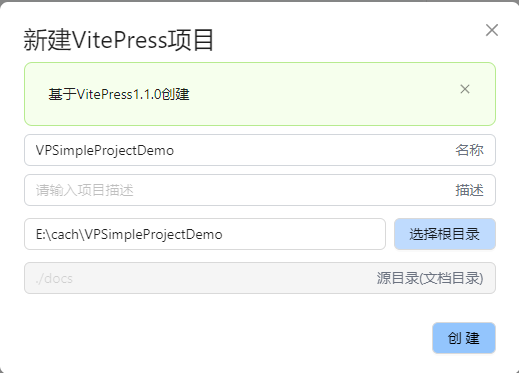 新建VitePress项目
基于VitePress1.1.0创建
VPSimpleProjectDemo 名称
请输入项目描述 描述
E:\cach\VPSimpleProjectDemo 选择根目录
./docs 源目录(文档目录)
创 建